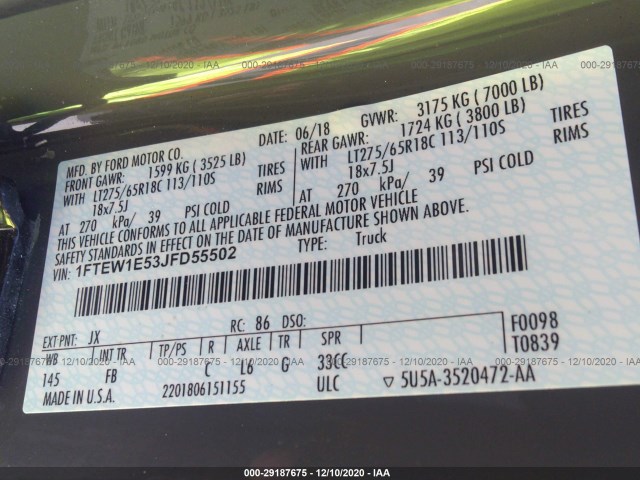 000-29187675 - 12/10/2020 - IAA
MFD. BY FORD MOTOR CO.
DATE: 06/18 GVWR: 3175 KG ( 7000 LB)
FRONT GAWR: 1599 KG ( 3525 LB) REAR GAWR: 1724 KG ( 3800 LB)
WITH LT275/65R18C 113/110S TIRES WITH LT275/65R18C 113/110S TIRES
18x7.5J RIMS 18x7.5J RIMS
AT 270 kPa/ 39 PSI COLD AT 270 kPa/ 39 PSI COLD
THIS VEHICLE CONFORMS TO ALL APPLICABLE FEDERAL MOTOR VEHICLE
SAFETY STANDARDS IN EFFECT ON THE DATE OF MANUFACTURE SHOWN ABOVE.
VIN: 1FTEW1E53JFD55502 TYPE: Truck
EXT PNT: JX RC: 86 DSO: F0098
WB INT TR TP/PS R AXLE TR SPR T0839
145 FB C L6 G 33CC
MADE IN U.S.A. 2201806151155 ULC ▽ 5U5A-3520472-AA
000-29187675 - 12/10/2020 - IAA